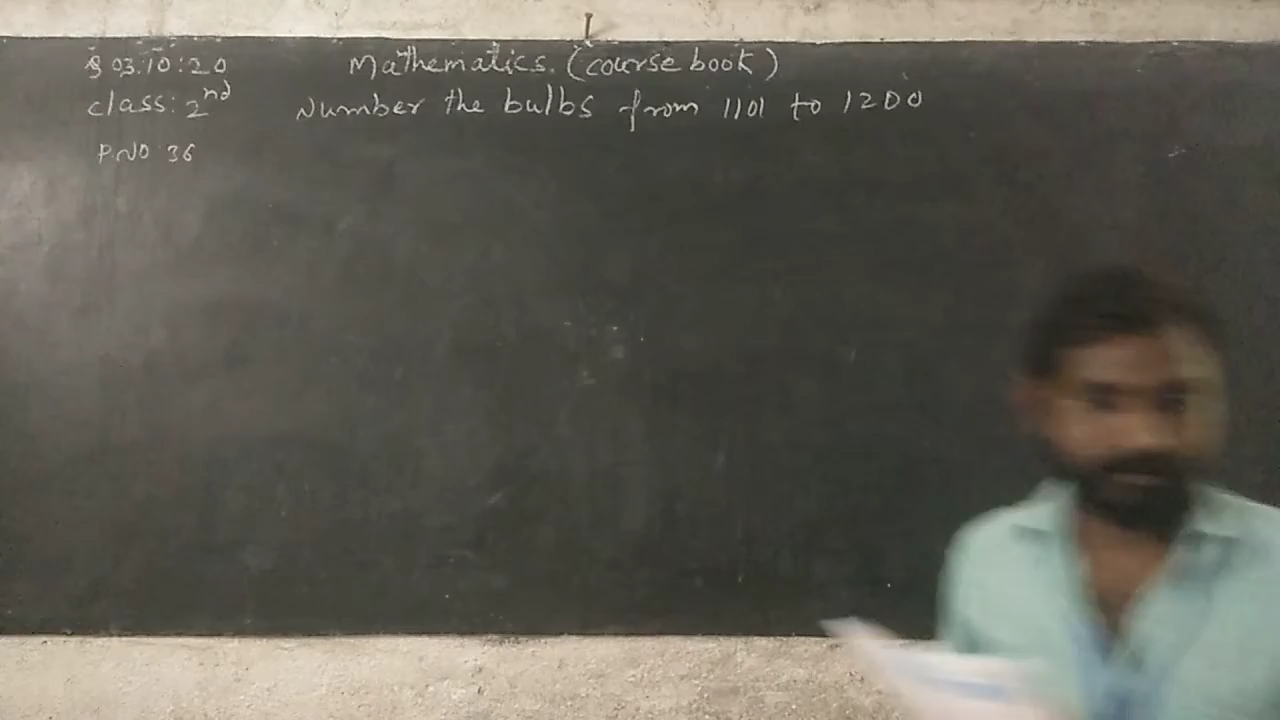 03.10:20 Mathematics. (course book)
class: 2nd Number the bulbs from 1101 to 1200
P.NO 36